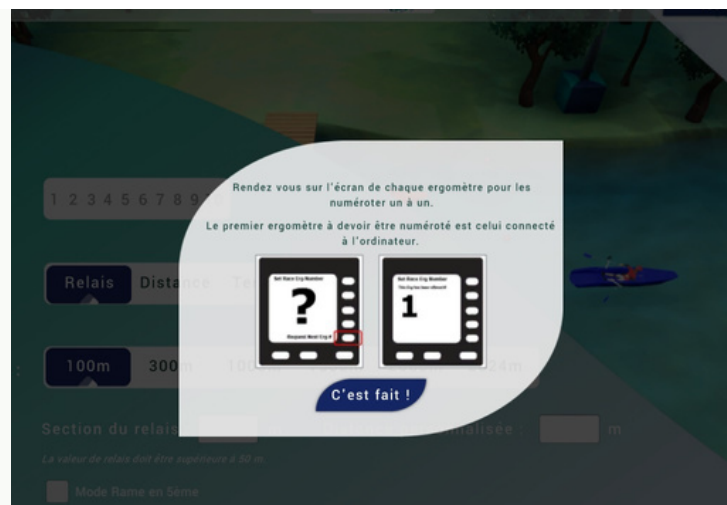 Rendez vous sur l'écran de chaque ergomètre pour les
numéroter un à un.
Le premier ergomètre à devoir être numéroté est celui connecté
à l'ordinateur.
Set Race Erg Number
?
Request Next Erg #
Set Race Erg Number
This Erg has been offered#
1
C'est fait !
1 2 3 4 5 6 7 8 9
Relais Distance
100m 300m
Section du relais
m
La valeur de relais doit être supérieure à 50 m.
Mode Rame en 5ème